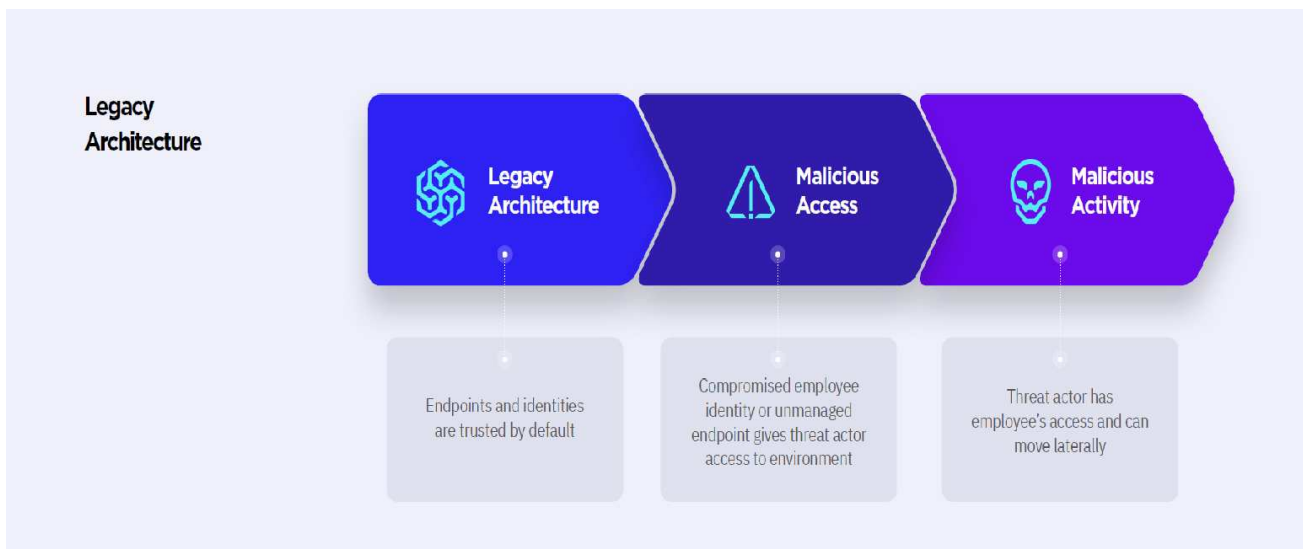 Legacy
Architecture
Legacy
Architecture
Malicious
Access
Malicious
Activity
Endpoints and identities
are trusted by default
Compromised employee
identity or unmanaged
endpoint gives threat actor
access to environment
Threat actor has
employee's access and can
move laterally